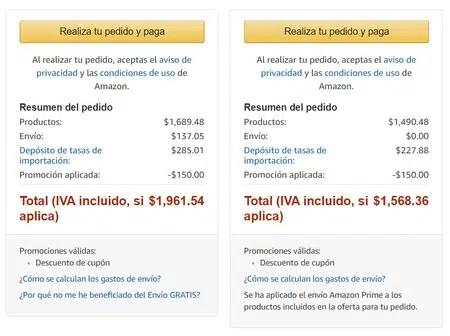 Realiza tu pedido y paga
Al realizar tu pedido, aceptas el aviso de
privacidad y las condiciones de uso de
Amazon.
Resumen del pedido
Productos: $1,689.48
Envío: $137.05
Depósito de tasas de $285.01
importación:
Promoción aplicada: -$150.00
Total (IVA incluido, si $1,961.54
aplica)
Promociones válidas:
• Descuento de cupón
¿Cómo se calculan los gastos de envío?
¿Por qué no me he beneficiado del Envío GRATIS?
Realiza tu pedido y paga
Al realizar tu pedido, aceptas el aviso de
privacidad y las condiciones de uso de
Amazon.
Resumen del pedido
Productos: $1,490.48
Envío: $0.00
Depósito de tasas de $227.88
importación:
Promoción aplicada: -$150.00
Total (IVA incluido, si $1,568.36
aplica)
Promociones válidas:
• Descuento de cupón
¿Cómo se calculan los gastos de envío?
Se ha aplicado el envío Amazon Prime a los
productos incluidos en la oferta para tu pedido.